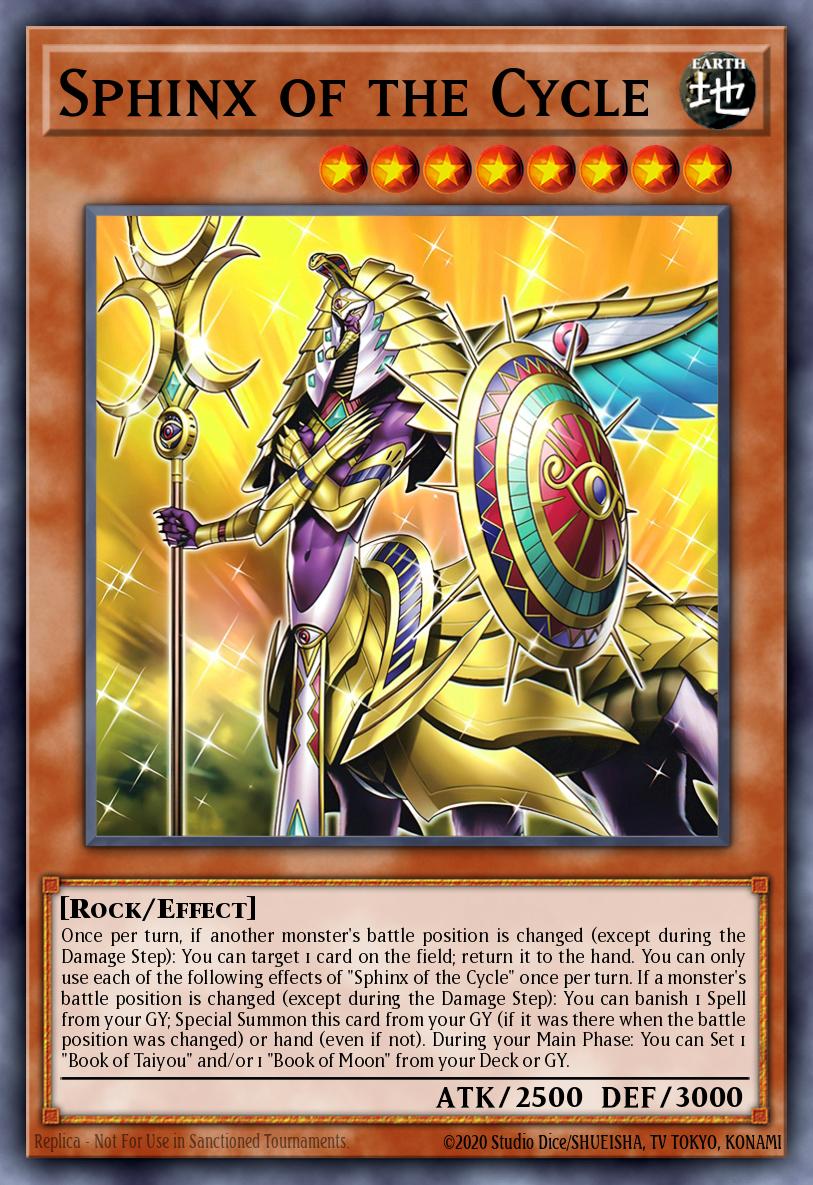 Sphinx of the Cycle
EARTH
地
[Rock/Effect]
Once per turn, if another monster's battle position is changed (except during the
Damage Step): You can target 1 card on the field; return it to the hand. You can only
use each of the following effects of "Sphinx of the Cycle" once per turn. If a monster's
battle position is changed (except during the Damage Step): You can banish 1 Spell
from your GY; Special Summon this card from your GY (if it was there when the battle
position was changed) or hand (even if not). During your Main Phase: You can Set 1
"Book of Taiyou" and/or 1 "Book of Moon" from your Deck or GY.
ATK/2500 DEF/3000
Replica - Not For Use in Sanctioned Tournaments.
©2020 Studio Dice/SHUEISHA, TV TOKYO, KONAMI